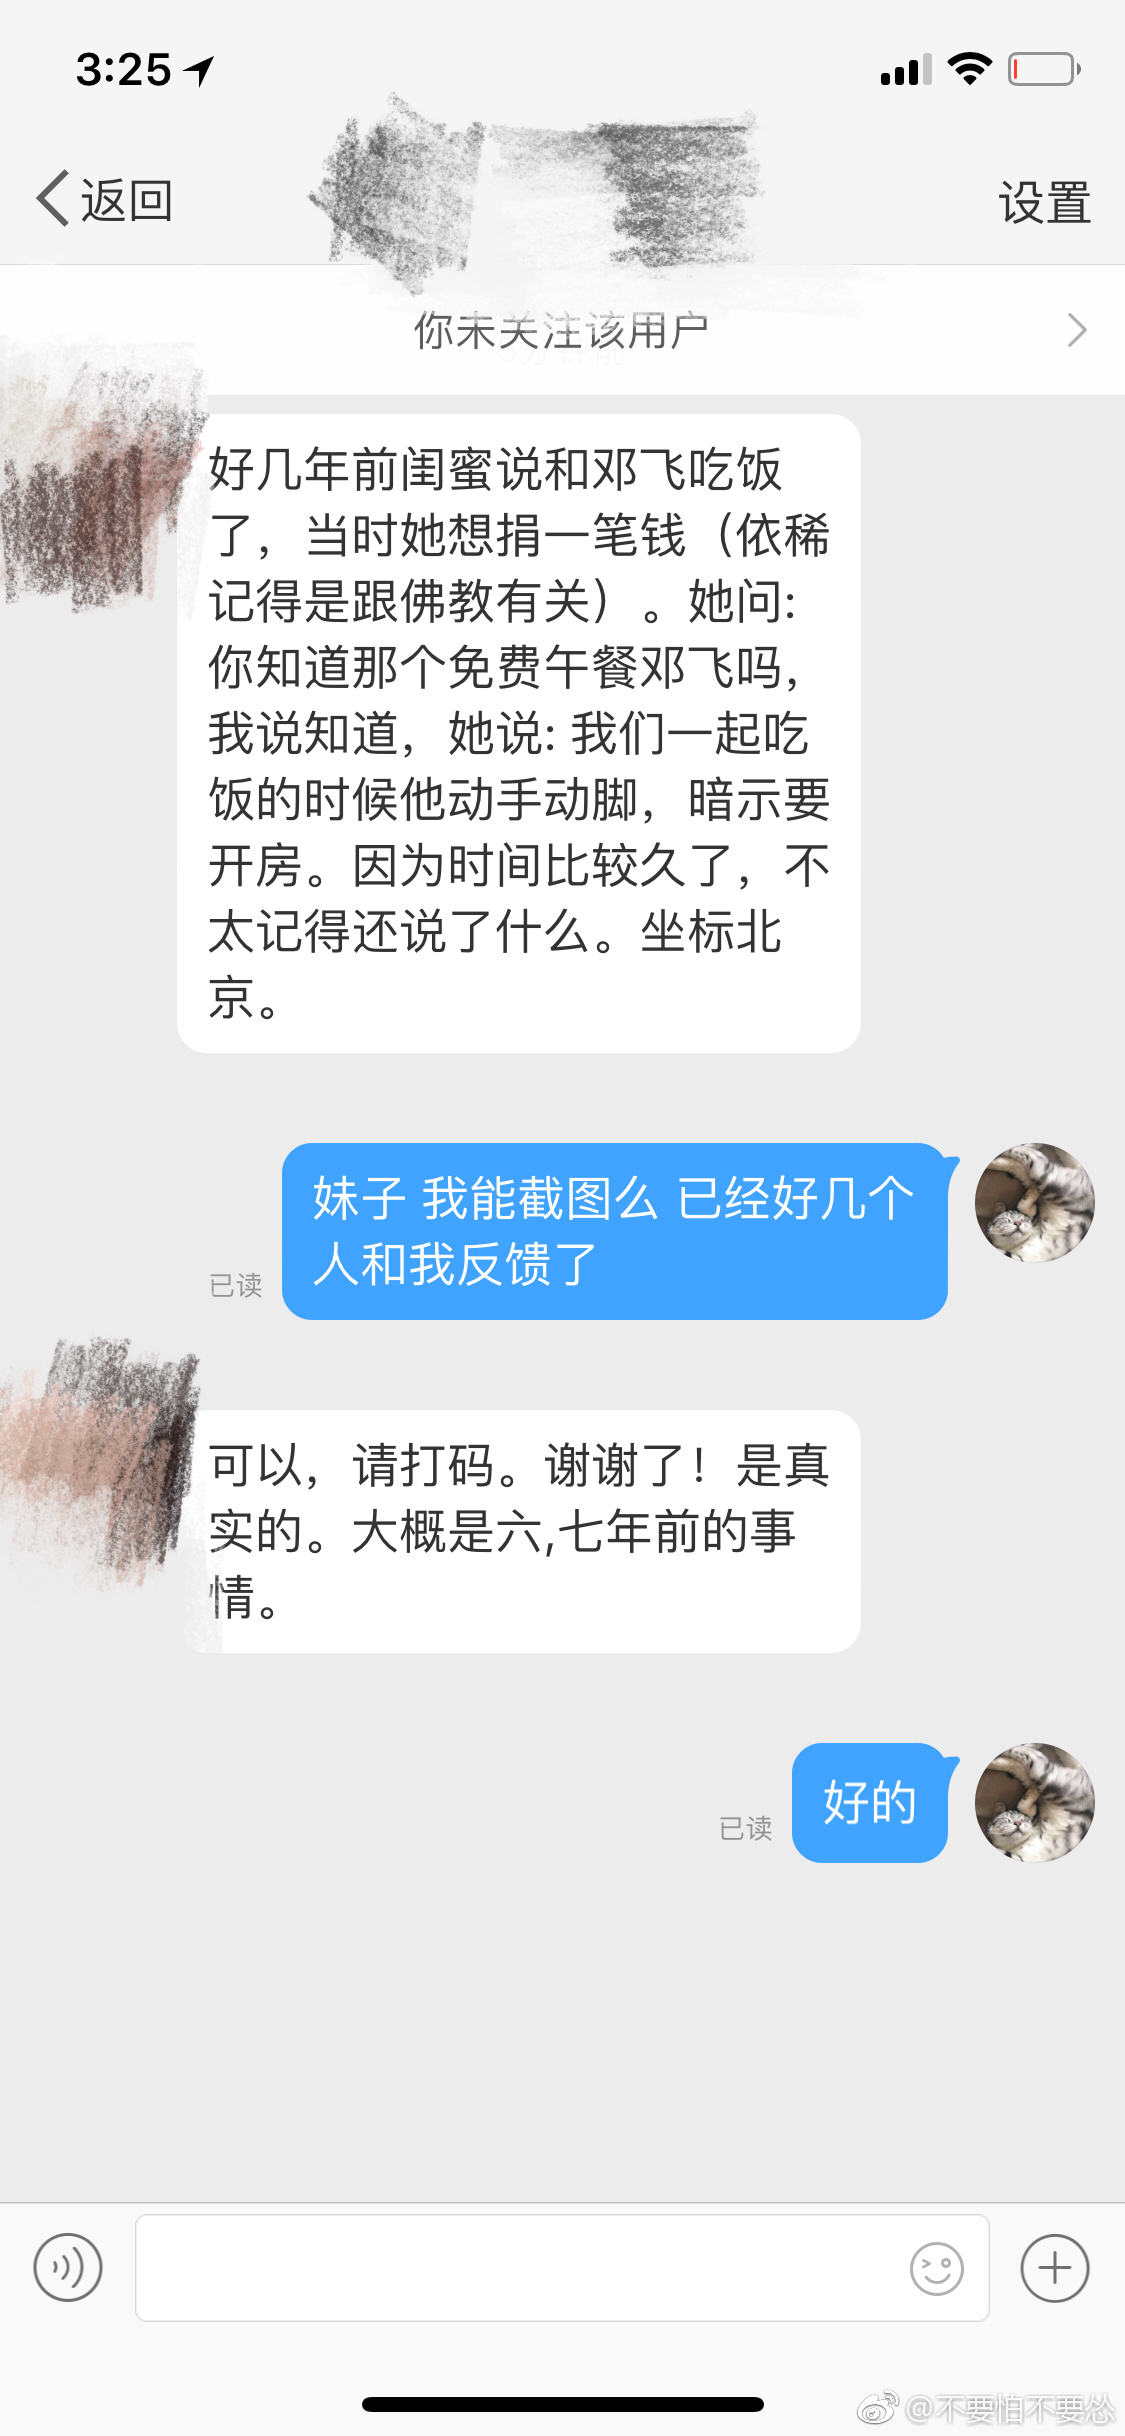 3:25
返回
设置
你未关注该用户
好几年前闺蜜说和邓飞吃饭
了，当时她想捐一笔钱（依稀
记得是跟佛教有关）。她问:
你知道那个免费午餐邓飞吗，
我说知道，她说: 我们一起吃
饭的时候他动手动脚，暗示要
开房。因为时间比较久了，不
太记得还说了什么。坐标北
京。
妹子 我能截图么 已经好几个
人和我反馈了
已读
可以，请打码。谢谢了！是真
实的。大概是六,七年前的事
情。
好的
已读
@不要怕不要怂